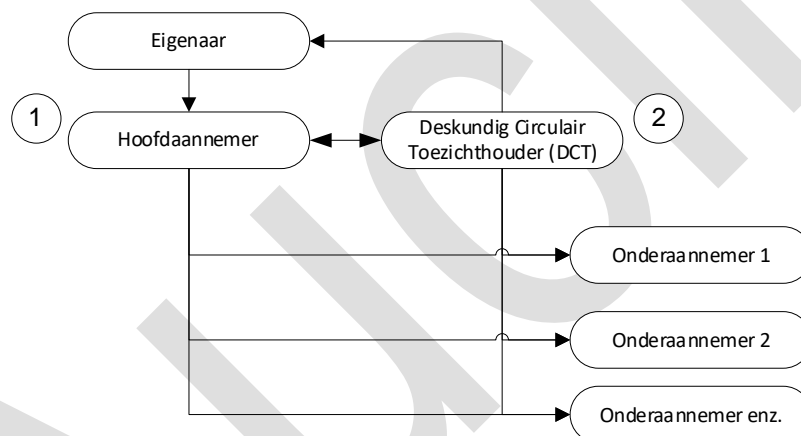 Eigenaar
1
Hoofdaannemer
Deskundig Circulair
Toezichthouder (DCT)
2
Onderaannemer 1
Onderaannemer 2
Onderaannemer enz.